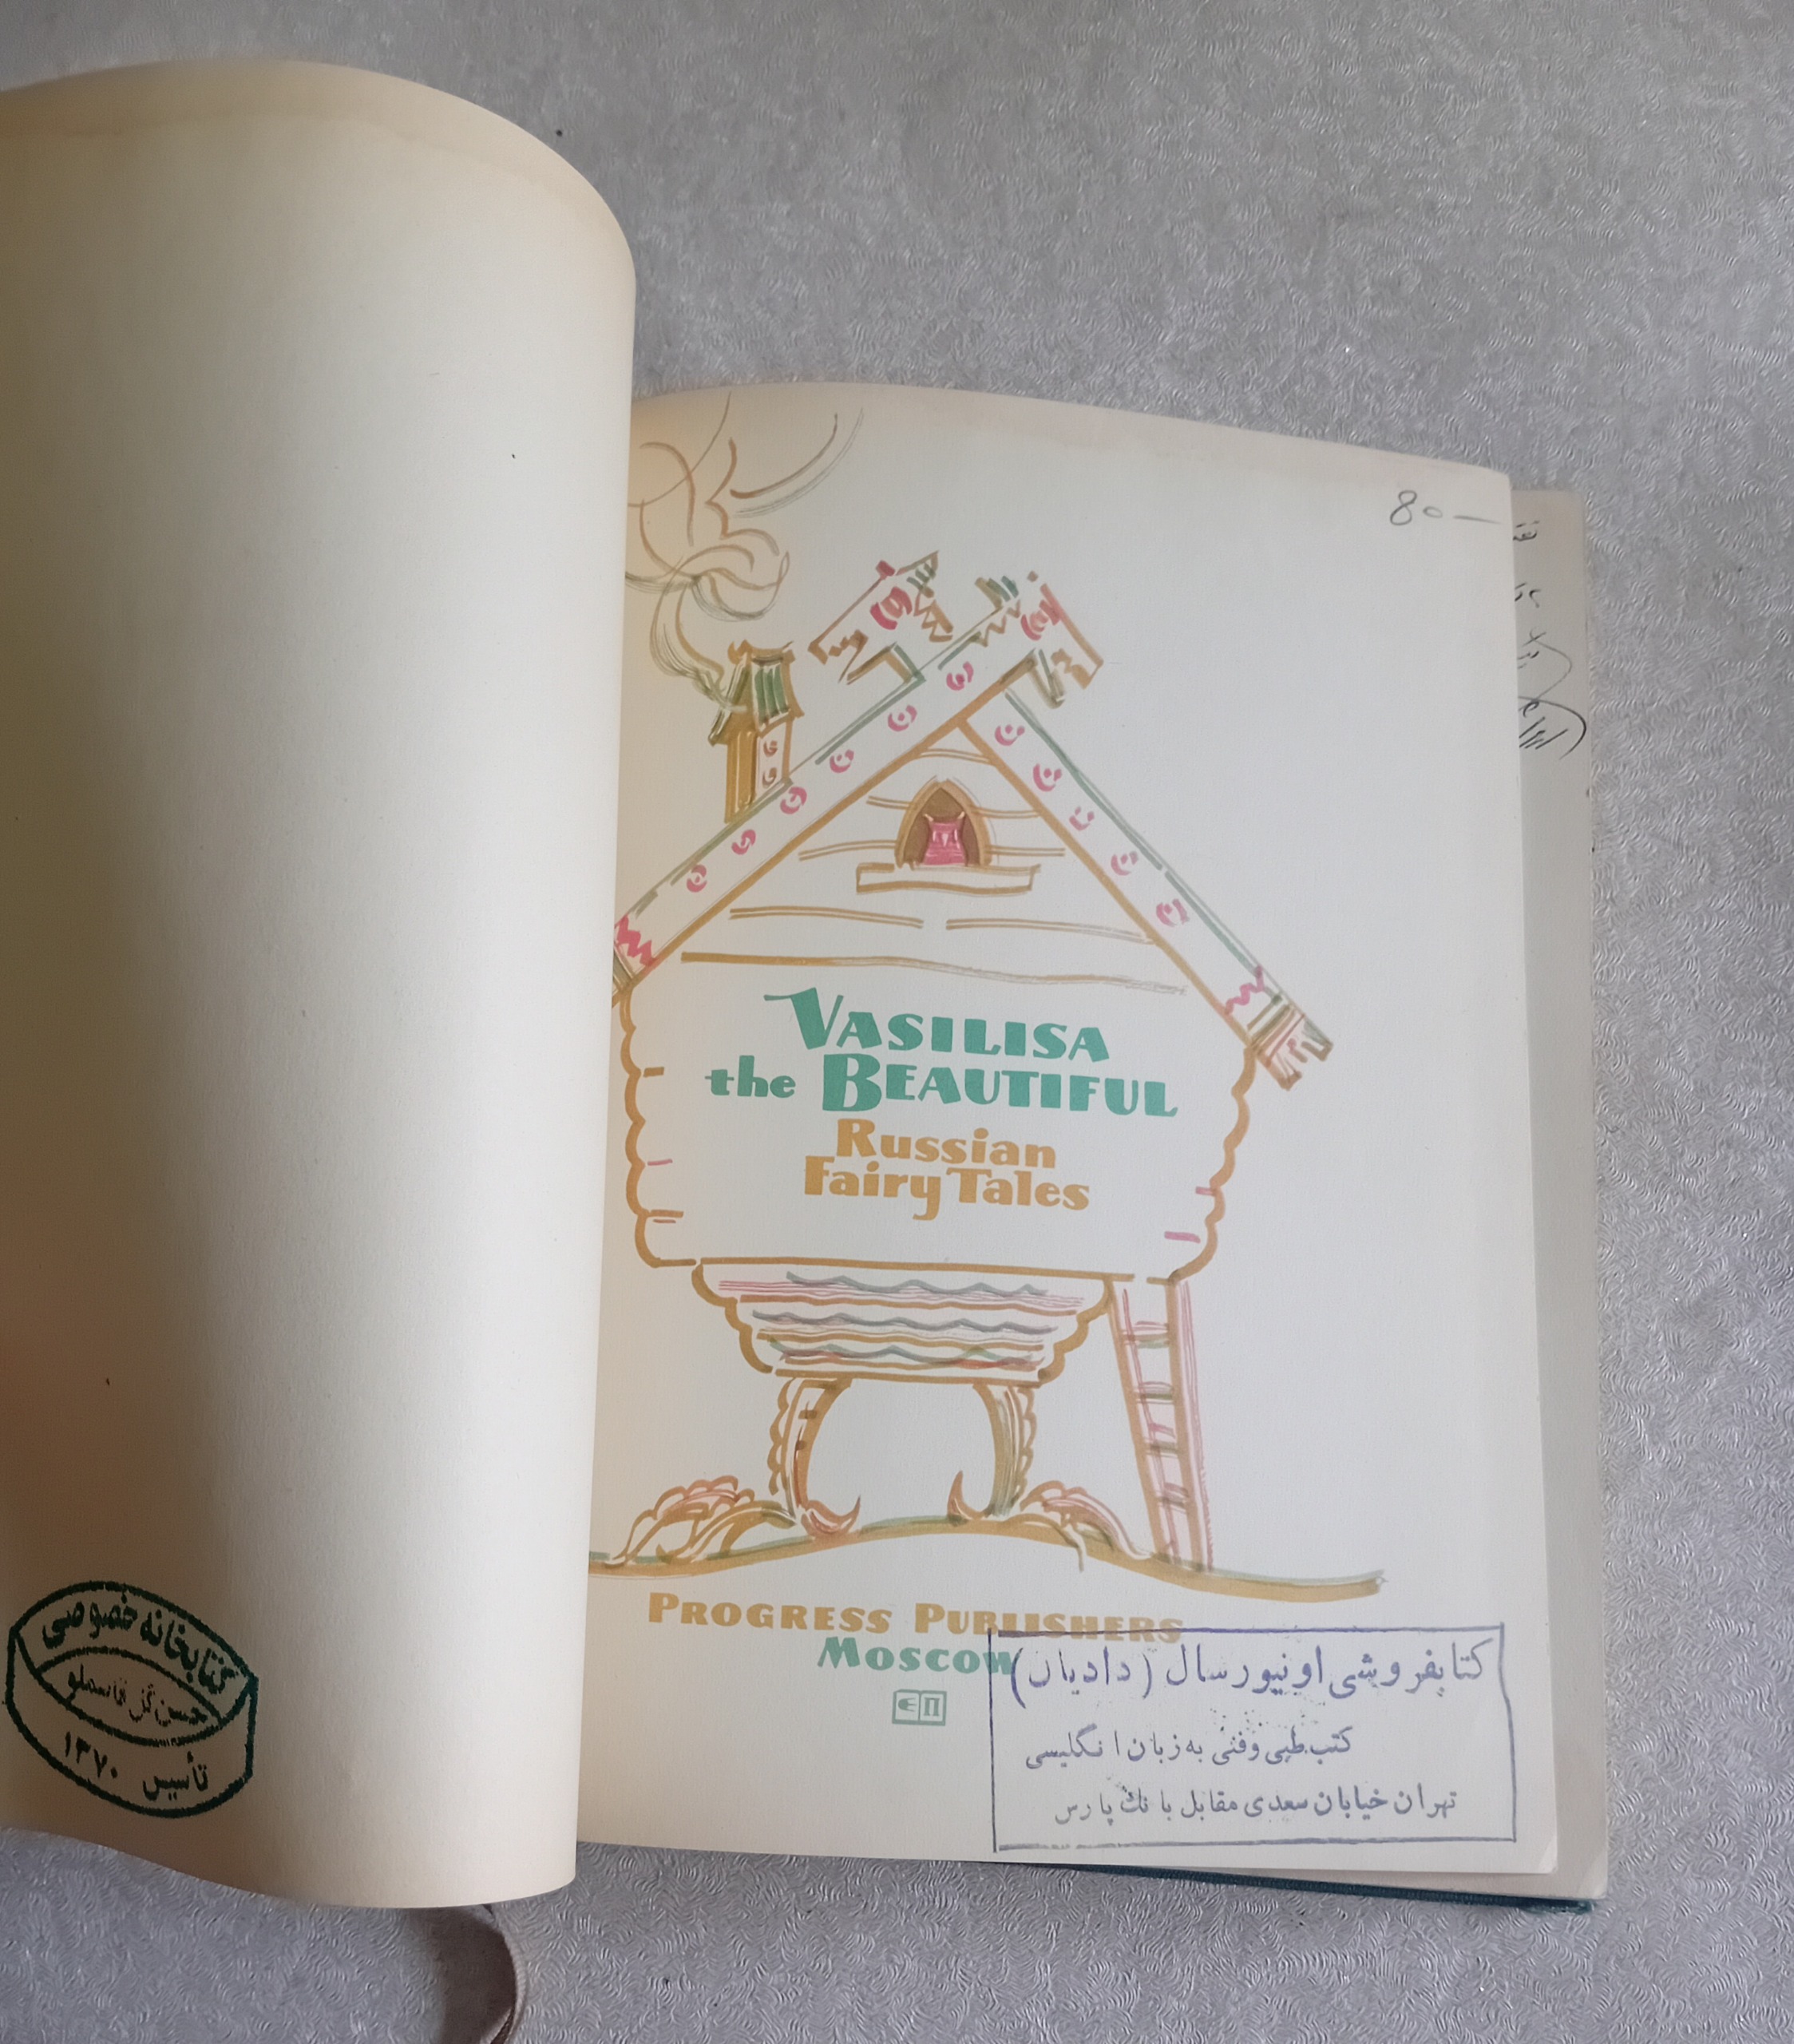 80—
VASILISA
the BEAUTIFUL
Russian
Fairy Tales
PROGRESS PUBLISHERS
MOSCOW
کتابفروشی اونیورسال (دادیان)
کتب طبی وفنی به زبان انگلیسی
تهران خیابان سعدی مقابل بانک پارس
کتابخانه خصوصی
حسن
تأسیس ۱۳۷۰